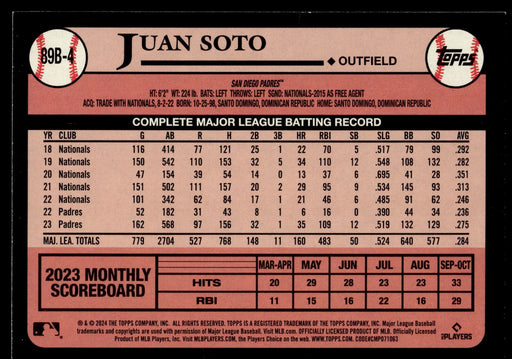 89B-4
JUAN SOTO
OUTFIELD
Topps
SAN DIEGO PADRES™
HT: 6'2" WT: 224 lb. BATS: LEFT THROWS: LEFT SGND: NATIONALS-2015 AS FREE AGENT
ACQ: TRADE WITH NATIONALS, 8-2-22 BORN: 10-25-98, SANTO DOMINGO, DOMINICAN REPUBLIC HOME: SANTO DOMINGO, DOMINICAN REPUBLIC
COMPLETE MAJOR LEAGUE BATTING RECORD
YR CLUB G AB R H 2B 3B HR RBI SB SLG BB SO AVG
18 Nationals 116 414 77 121 25 1 22 70 5 .517 79 99 .292
19 Nationals 150 542 110 153 32 5 34 110 12 .548 108 132 .282
20 Nationals 47 154 39 54 14 0 13 37 6 .695 41 28 .351
21 Nationals 151 502 111 157 20 2 29 95 9 .534 145 93 .313
22 Nationals 101 342 62 84 17 1 21 46 6 .485 91 62 .246
22 Padres 52 182 31 43 8 1 6 16 0 .390 44 34 .236
23 Padres 162 568 97 156 32 1 35 109 12 .519 132 129 .275
MAJ. LEA. TOTALS 779 2704 527 768 148 11 160 483 50 .524 640 577 .284
2023 MONTHLY SCOREBOARD
MAR-APR MAY JUN JUL AUG SEP-OCT
HITS 20 29 28 23 23 33
RBI 11 15 16 22 16 29
® & © 2024 THE TOPPS COMPANY, INC. ALL RIGHTS RESERVED. TOPPS IS A REGISTERED TRADEMARK OF THE TOPPS COMPANY, INC. Major League Baseball
trademarks and copyrights are used with permission of Major League Baseball. OFFICIALLY LICENSED PRODUCT OF MLB PLAYERS, INC.
Official Product of MLB Players, Inc. Visit MLBPLAYERS.com, the Players Choice on the web. WWW.TOPPS.COM. CODE#CMP071063
PLAYERS